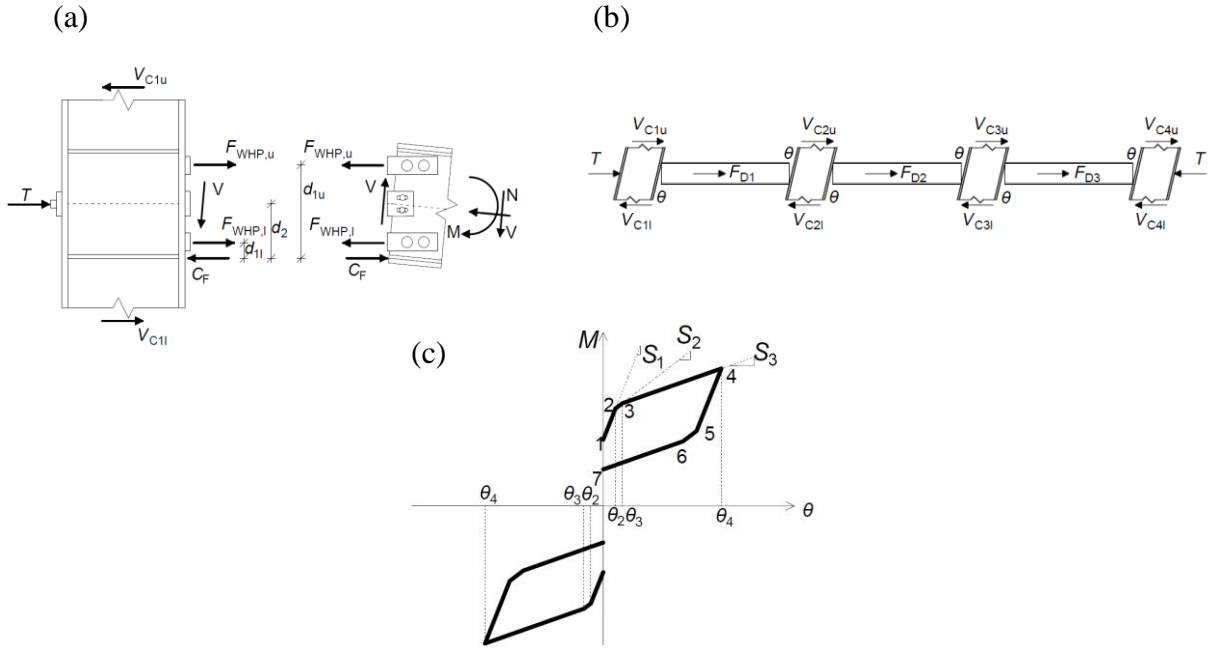 (a)
V_C1u
F_WHP,u
F_WHP,u
T
V
d_1u
V
N
F_WHP,l
d_1l
d_2
F_WHP,l
M
V
C_F
C_F
V_C1l
(b)
V_C1u
V_C2u
V_C3u
V_C4u
T
θ
θ
θ
T
F_D1
F_D2
F_D3
θ
θ
θ
V_C1l
V_C2l
V_C3l
V_C4l
(c)
M
S_1
S_2
S_3
4
2
3
1
5
6
7
θ_4
θ_3
θ_2
θ_2
θ_3
θ_4
θ